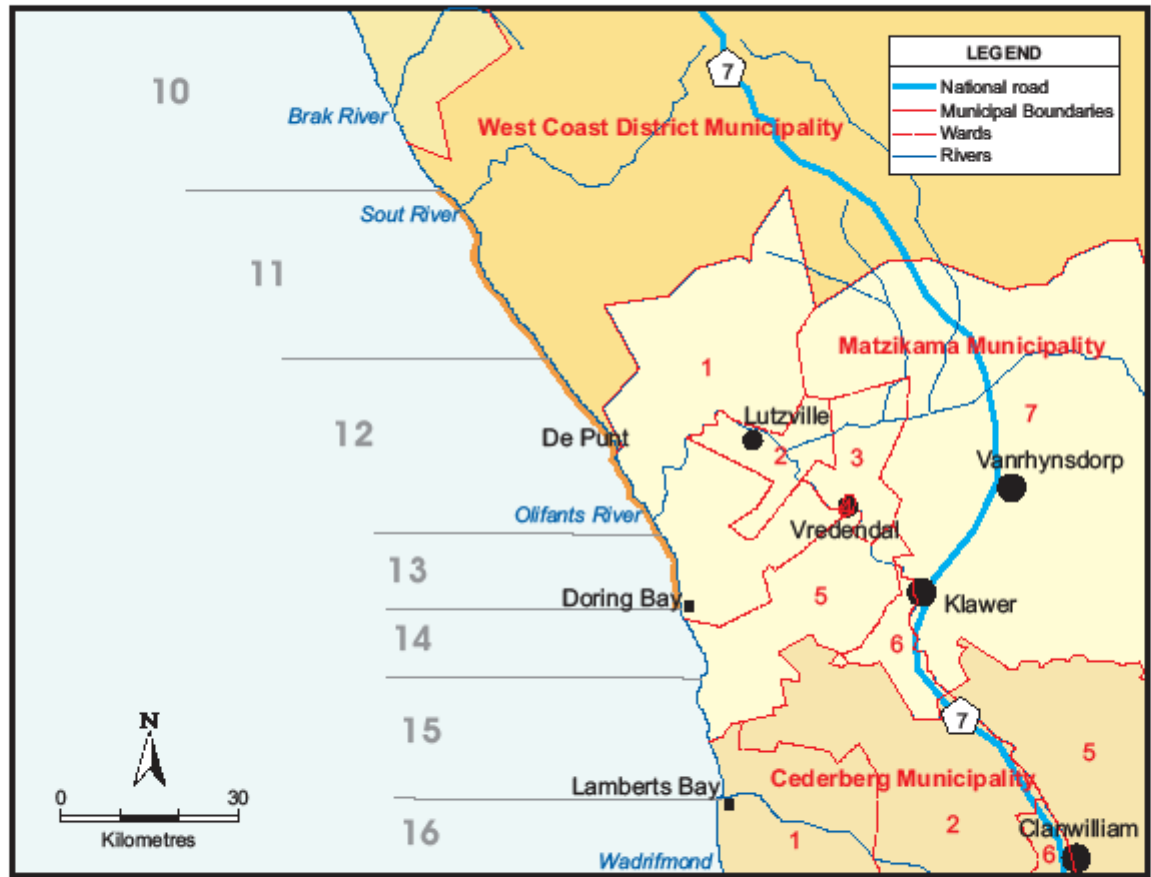 10
Brak River
West Coast District Municipality
7
LEGEND
National road
Municipal Boundaries
Wards
Rivers
Sout River
11
Matzikama Municipality
1
12
Lutzville
7
De Punt
2
3
Vanrhynsdorp
Olifants River
Vredendal
13
Doring Bay
5
Klawer
14
6
7
15
5
N
Lamberts Bay
Cederberg Municipality
0 30
Kilometres
16
1
2
Clanwilliam
6
Wadrifmond